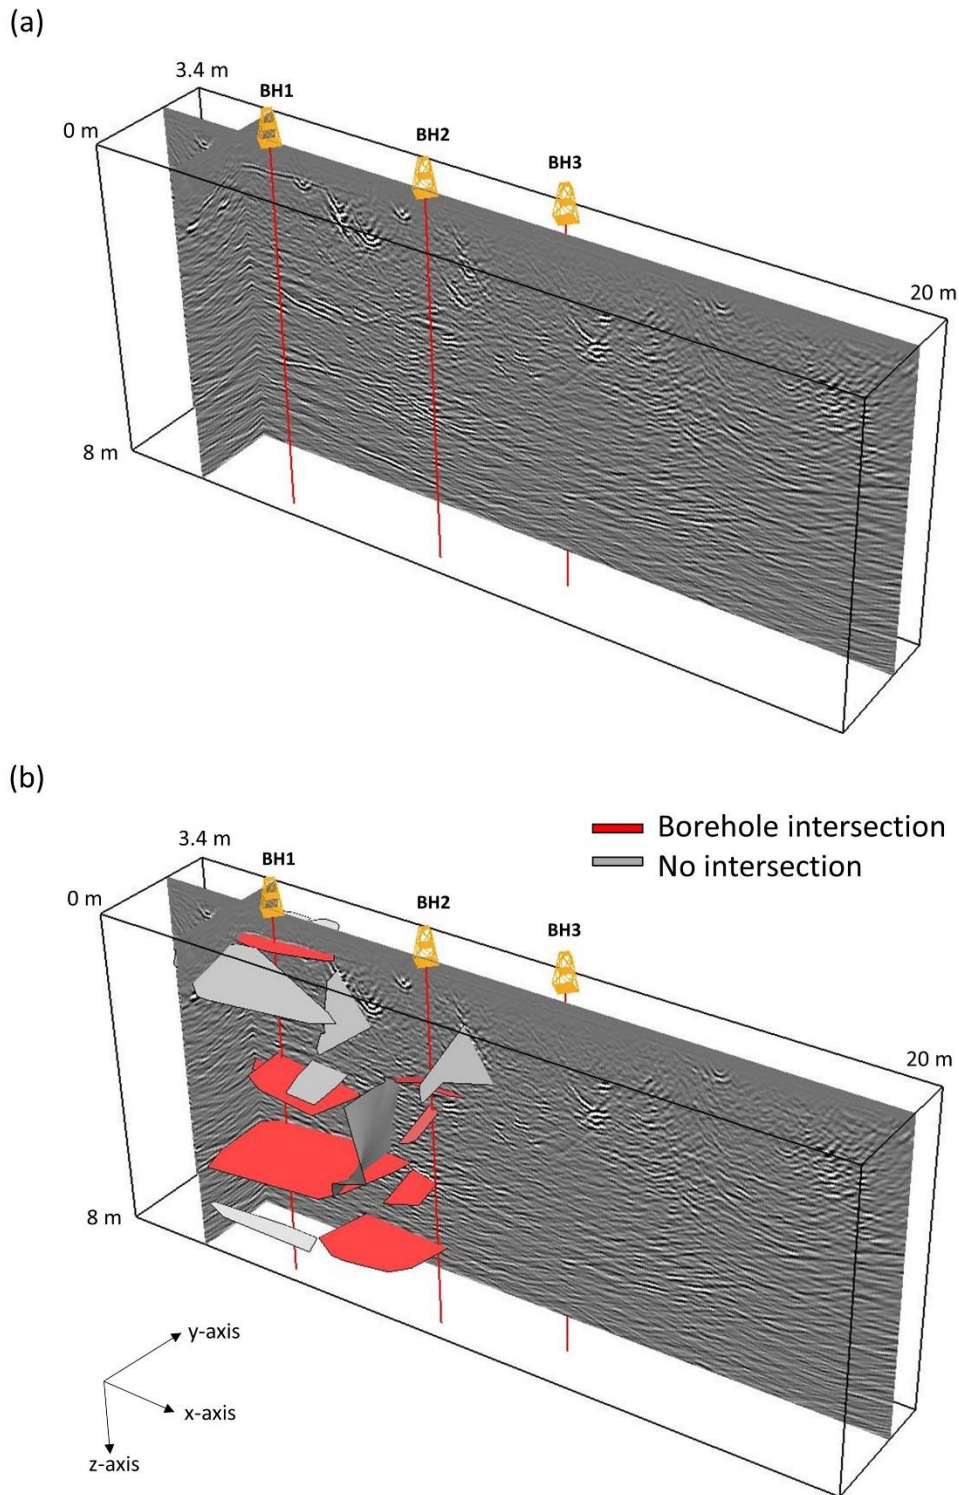 (a)
3.4 m
BH1
0 m
BH2
BH3
20 m
8 m
(b)
Borehole intersection
No intersection
3.4 m
BH1
0 m
BH2
BH3
20 m
8 m
y-axis
x-axis
z-axis